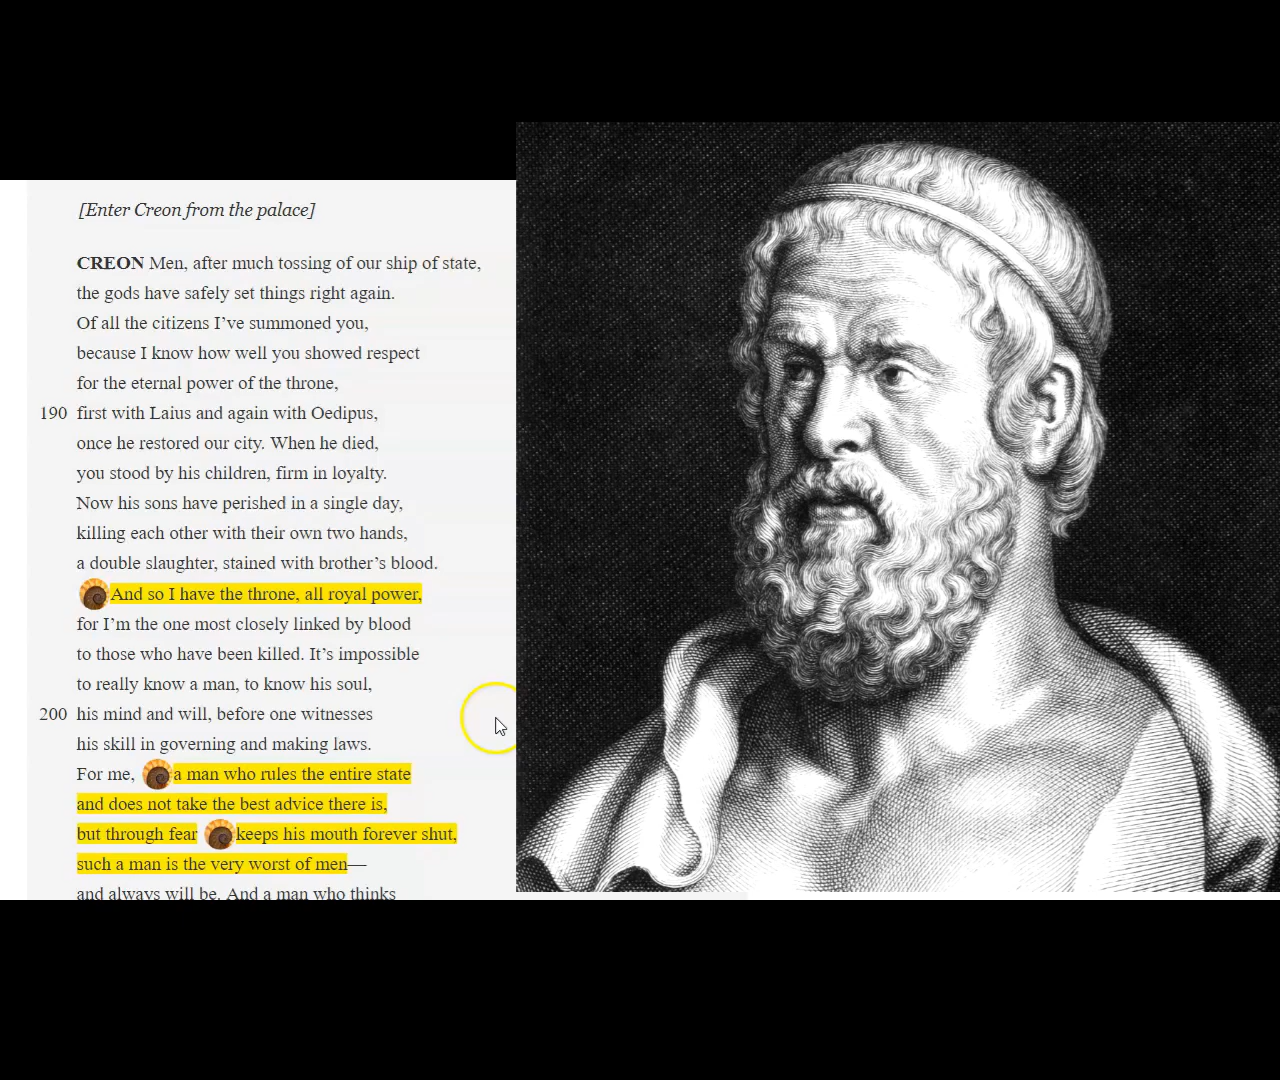 [Enter Creon from the palace]
CREON Men, after much tossing of our ship of state,
the gods have safely set things right again.
Of all the citizens I’ve summoned you,
because I know how well you showed respect
for the eternal power of the throne,
190 first with Laius and again with Oedipus,
once he restored our city. When he died,
you stood by his children, firm in loyalty.
Now his sons have perished in a single day,
killing each other with their own two hands,
a double slaughter, stained with brother’s blood.
And so I have the throne, all royal power,
for I’m the one most closely linked by blood
to those who have been killed. It’s impossible
to really know a man, to know his soul,
200 his mind and will, before one witnesses
his skill in governing and making laws.
For me, a man who rules the entire state
and does not take the best advice there is,
but through fear keeps his mouth forever shut,
such a man is the very worst of men—
and always will be. And a man who thinks